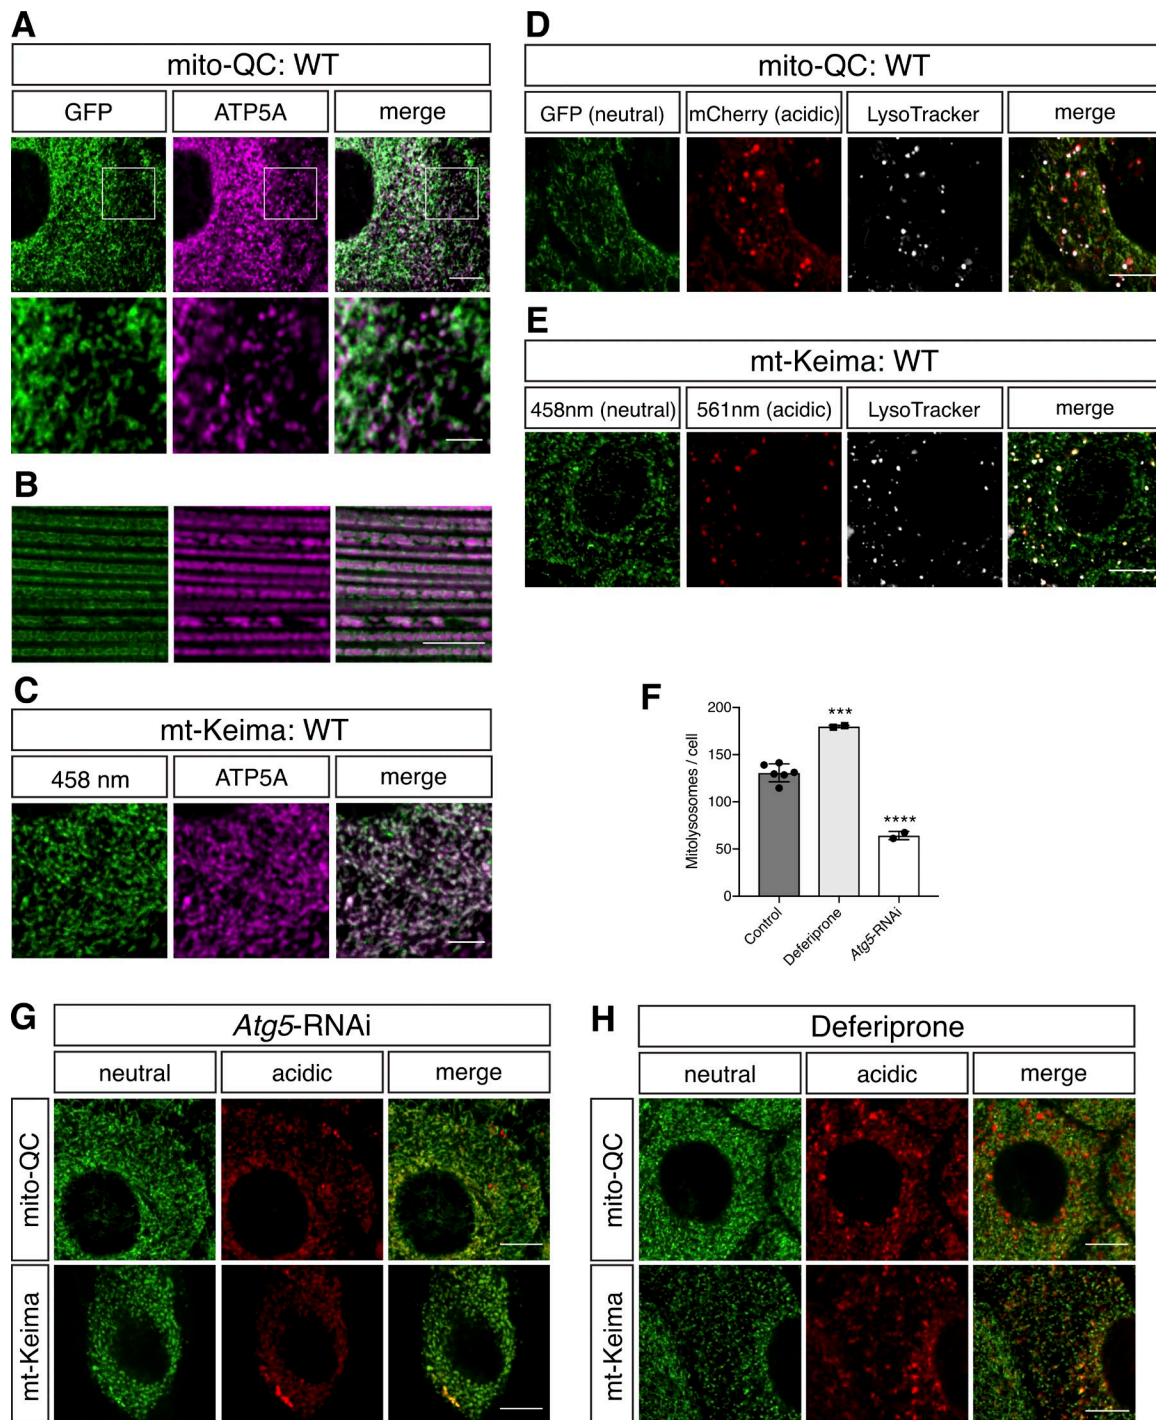 A
mito-QC: WT
GFP
ATP5A
merge
B
C
mt-Keima: WT
458 nm
ATP5A
merge
D
mito-QC: WT
GFP (neutral)
mCherry (acidic)
LysoTracker
merge
E
mt-Keima: WT
458nm (neutral)
561nm (acidic)
LysoTracker
merge
F
Mitolysosomes / cell
200
150
100
50
0
***
****
Control
Deferiprone
Atg5-RNAi
G
Atg5-RNAi
neutral
acidic
merge
mito-QC
mt-Keima
H
Deferiprone
neutral
acidic
merge
mito-QC
mt-Keima